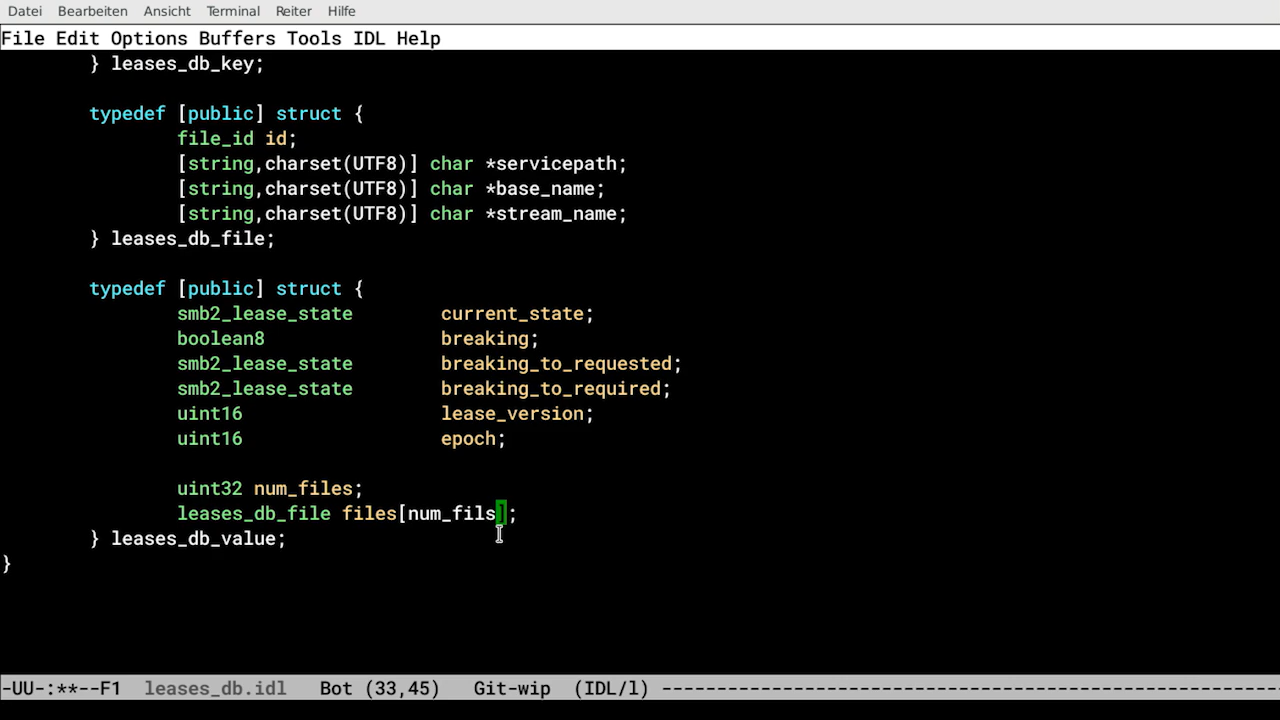 Datei Bearbeiten Ansicht Terminal Reiter Hilfe
File Edit Options Buffers Tools IDL Help
} leases_db_key;
typedef [public] struct {
file_id id;
[string,charset(UTF8)] char *servicepath;
[string,charset(UTF8)] char *base_name;
[string,charset(UTF8)] char *stream_name;
} leases_db_file;
typedef [public] struct {
smb2_lease_state current_state;
boolean8 breaking;
smb2_lease_state breaking_to_requested;
smb2_lease_state breaking_to_required;
uint16 lease_version;
uint16 epoch;
uint32 num_files;
leases_db_file files[num_fils];
} leases_db_value;
}
-UU-:**--F1 leases_db.idl Bot (33,45) Git-wip (IDL/l) ---------------------------------------------------------